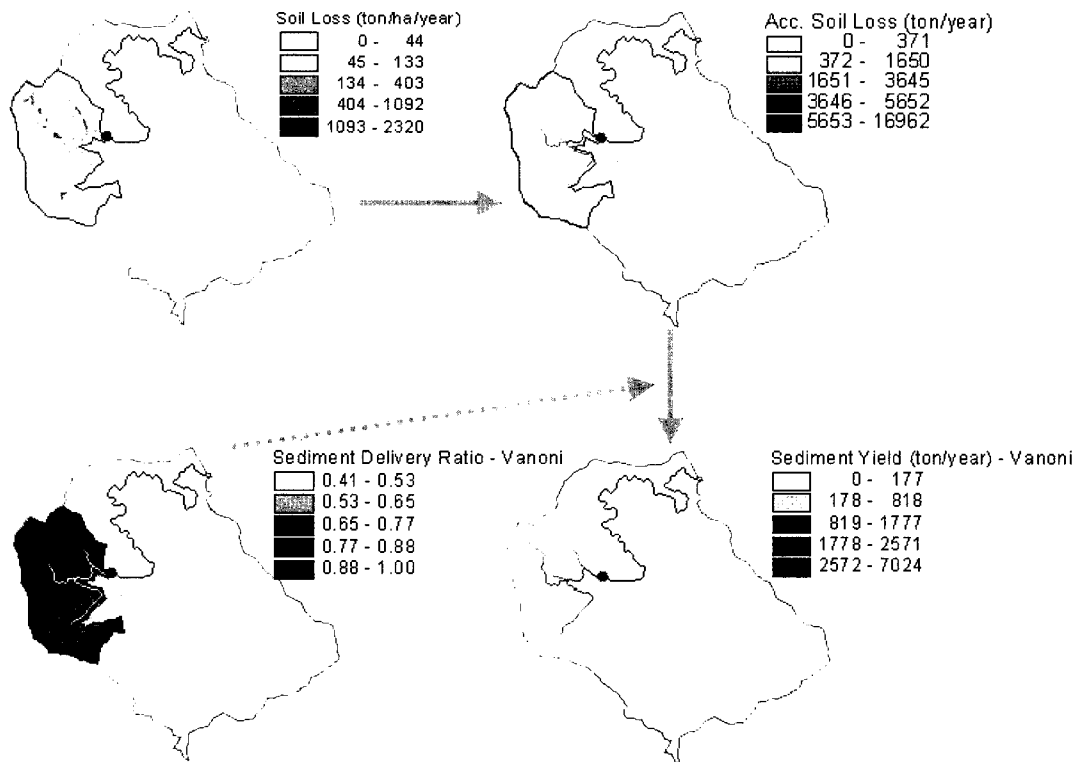 Soil Loss (ton/ha/year)
0 - 44
45 - 133
134 - 403
404 - 1092
1093 - 2320
Acc. Soil Loss (ton/year)
0 - 371
372 - 1650
1651 - 3645
3646 - 5652
5653 - 16962
Sediment Delivery Ratio - Vanoni
0.41 - 0.53
0.53 - 0.65
0.65 - 0.77
0.77 - 0.88
0.88 - 1.00
Sediment Yield (ton/year) - Vanoni
0 - 177
178 - 818
819 - 1777
1778 - 2571
2572 - 7024